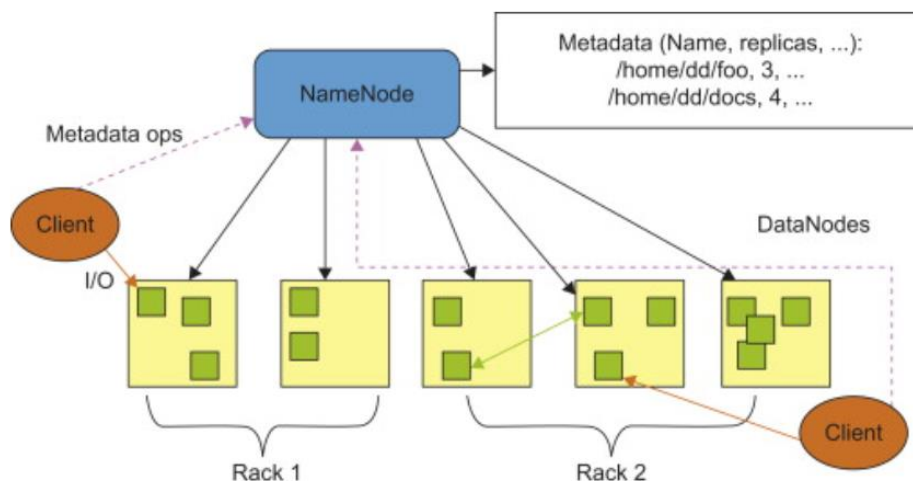 Metadata (Name, replicas, ...):
/home/dd/foo, 3, ...
/home/dd/docs, 4, ...
NameNode
Metadata ops
Client
DataNodes
I/O
Client
Rack 1
Rack 2